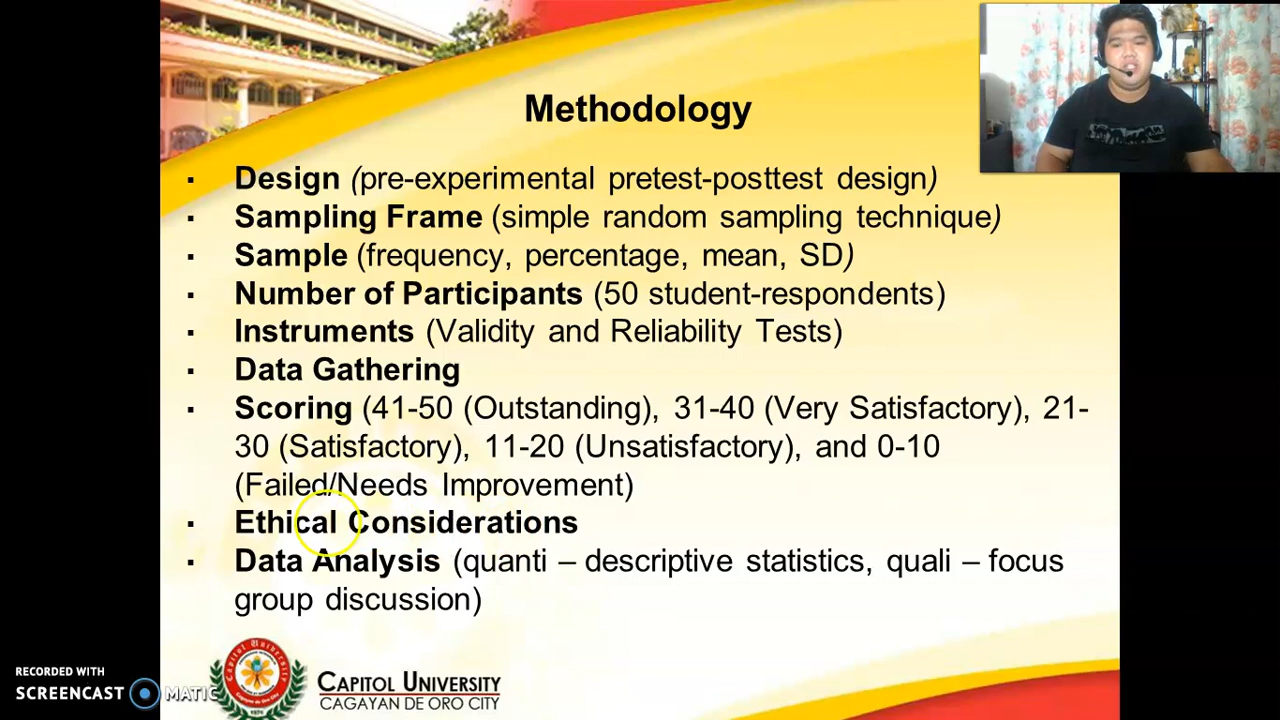 Methodology
▪ Design (pre-experimental pretest-posttest design)
▪ Sampling Frame (simple random sampling technique)
▪ Sample (frequency, percentage, mean, SD)
▪ Number of Participants (50 student-respondents)
▪ Instruments (Validity and Reliability Tests)
▪ Data Gathering
▪ Scoring (41-50 (Outstanding), 31-40 (Very Satisfactory), 21-
30 (Satisfactory), 11-20 (Unsatisfactory), and 0-10
(Failed/Needs Improvement)
▪ Ethical Considerations
▪ Data Analysis (quanti – descriptive statistics, quali – focus
group discussion)
Capitol University
CAPITOL UNIVERSITY
CAGAYAN DE ORO CITY
RECORDED WITH
SCREENCAST MATIC